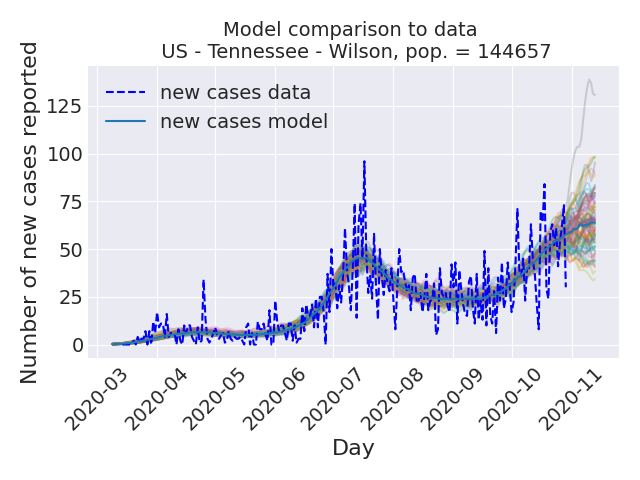 Model comparison to data
US - Tennessee - Wilson, pop. = 144657
Number of new cases reported
125
100
75
50
25
0
new cases data
new cases model
2020-03
2020-04
2020-05
2020-06
2020-07
2020-08
2020-09
2020-10
2020-11
Day